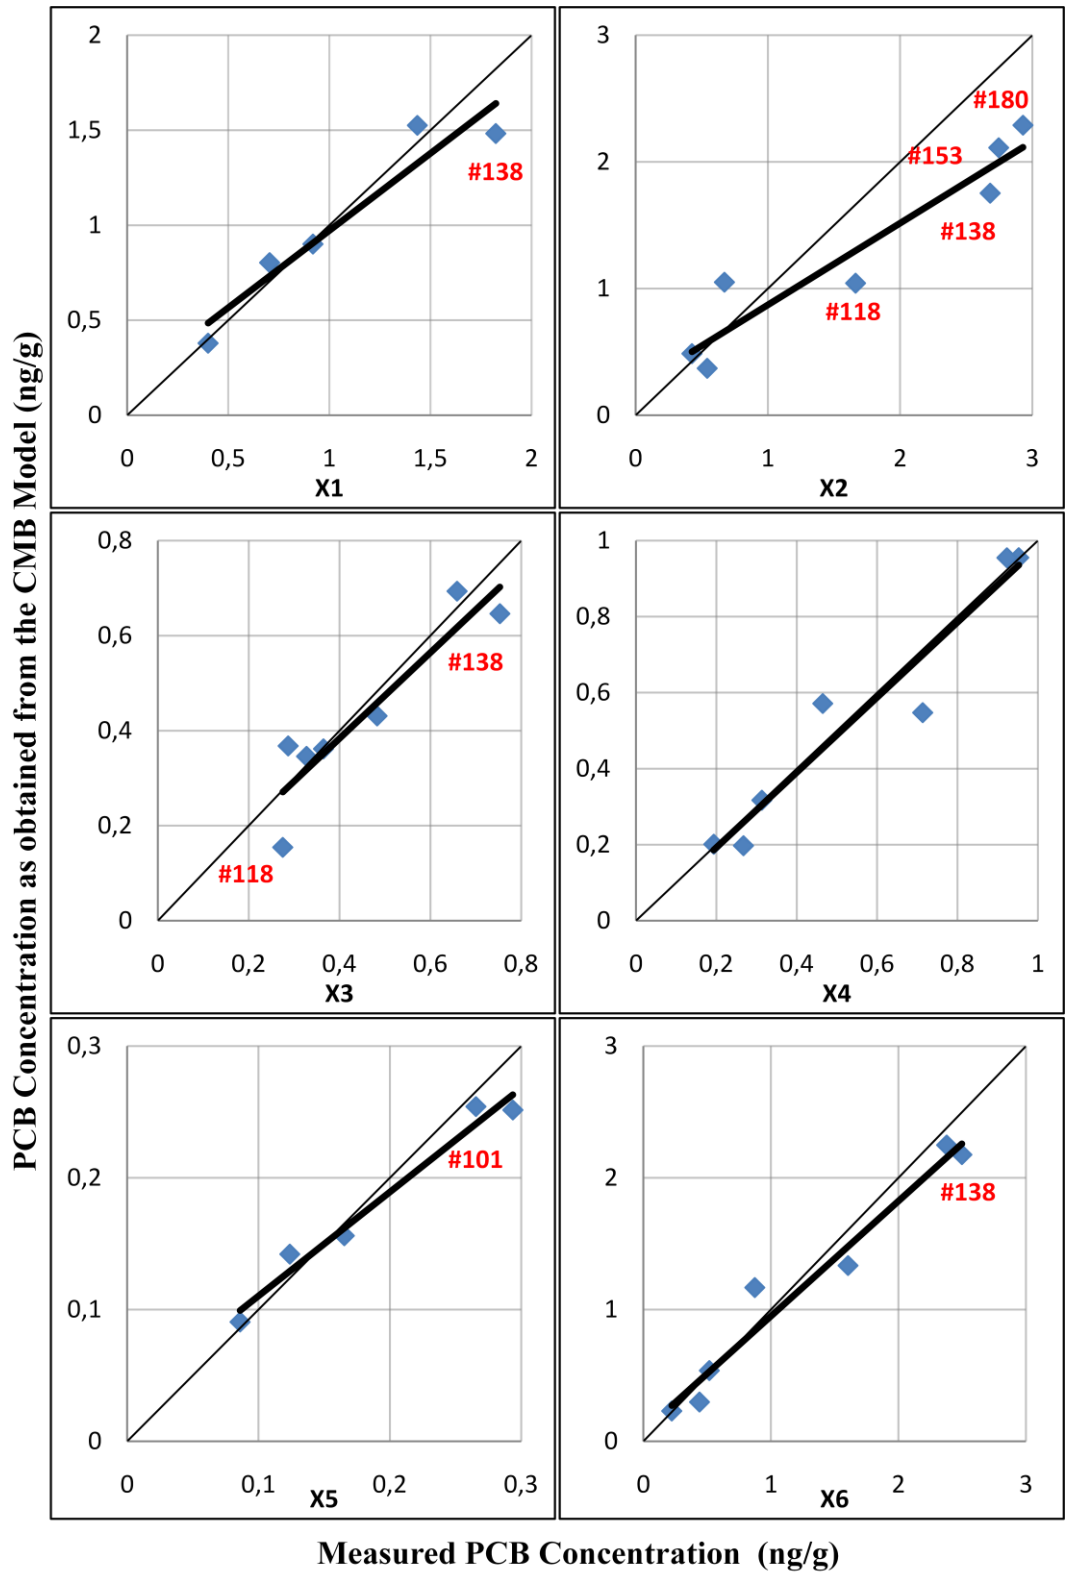 PCB Concentration as obtained from the CMB Model (ng/g)
2
1,5
1
0,5
0
0 0,5 1 1,5 2
X1
#138
3
2
1
0
0 1 2 3
X2
#180
#153
#138
#118
0,8
0,6
0,4
0,2
0
0 0,2 0,4 0,6 0,8
X3
#138
#118
1
0,8
0,6
0,4
0,2
0
0 0,2 0,4 0,6 0,8 1
X4
0,3
0,2
0,1
0
0 0,1 0,2 0,3
X5
#101
3
2
1
0
0 1 2 3
X6
#138
Measured PCB Concentration (ng/g)